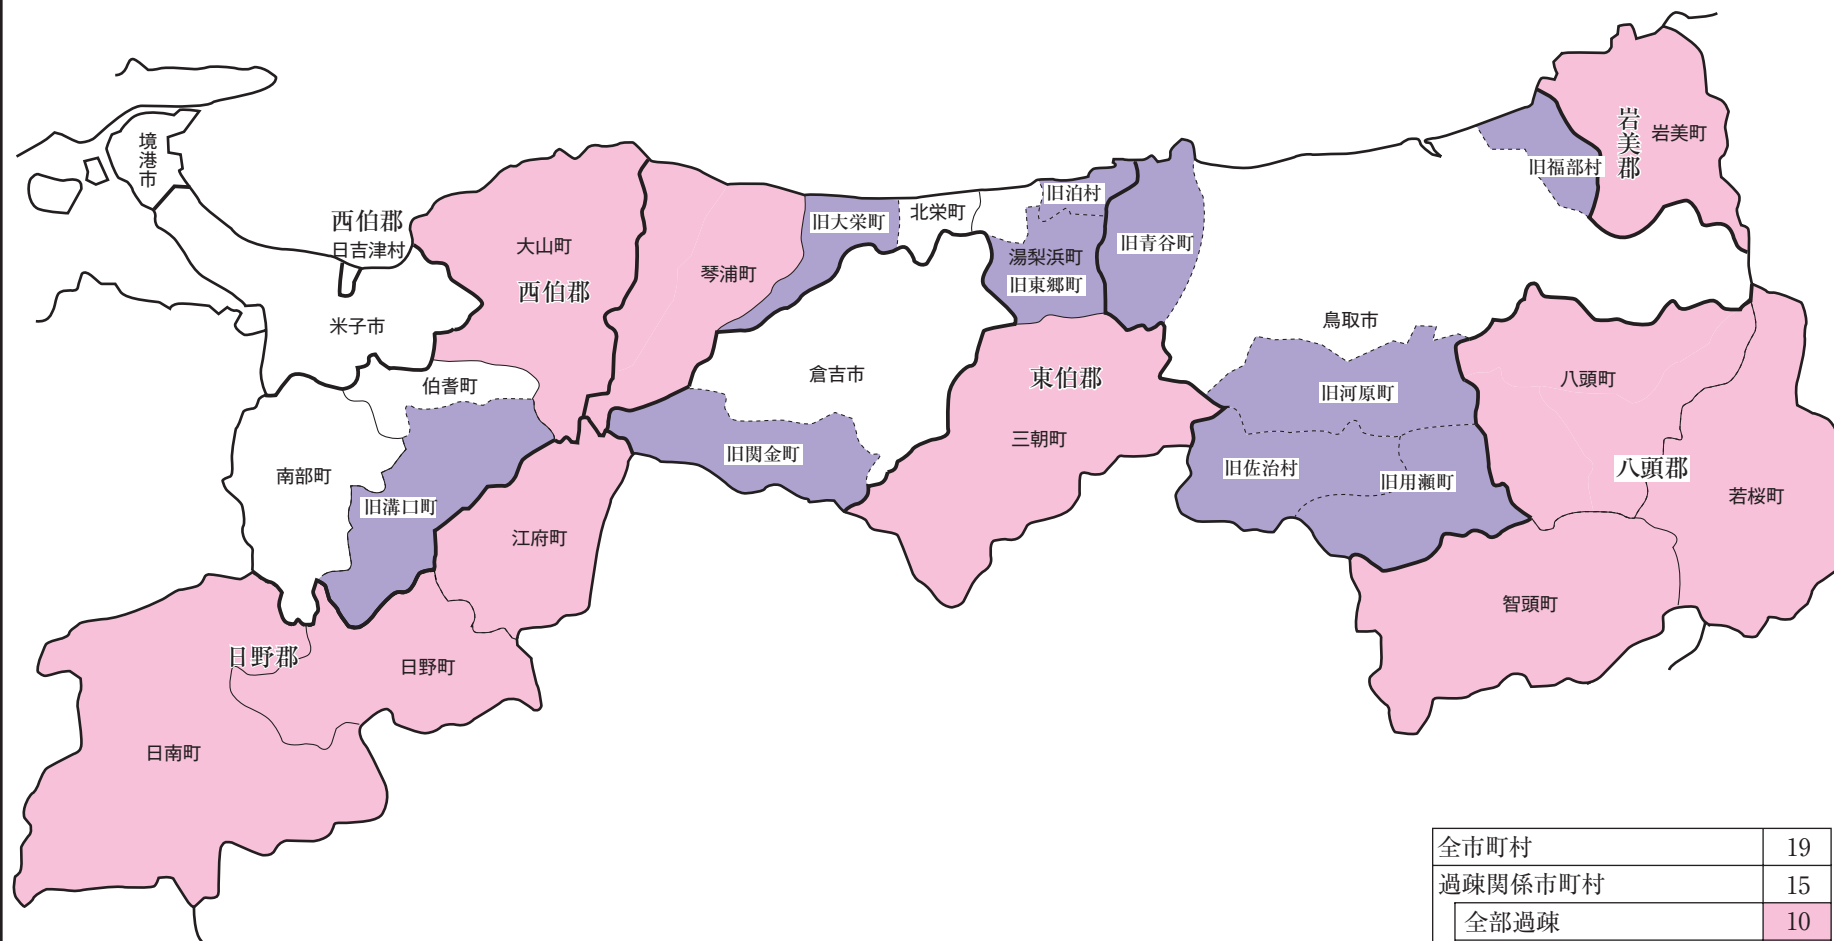 境港市
西伯郡
日吉津村
米子市
大山町
西伯郡
琴浦町
旧大栄町
北栄町
旧泊村
湯梨浜町
旧東郷町
旧青谷町
旧福部村
岩美郡
岩美町
鳥取市
倉吉市
東伯郡
三朝町
旧関金町
伯耆町
南部町
旧溝口町
江府町
日野郡
日野町
日南町
旧河原町
旧佐治村
旧用瀬町
八頭町
八頭郡
若桜町
智頭町
全市町村 19
過疎関係市町村 15
全部過疎 10